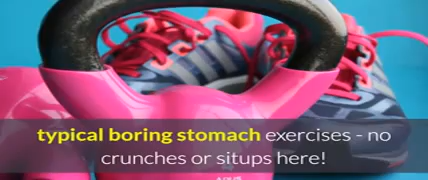 typical boring stomach exercises - no
crunches or situps here!